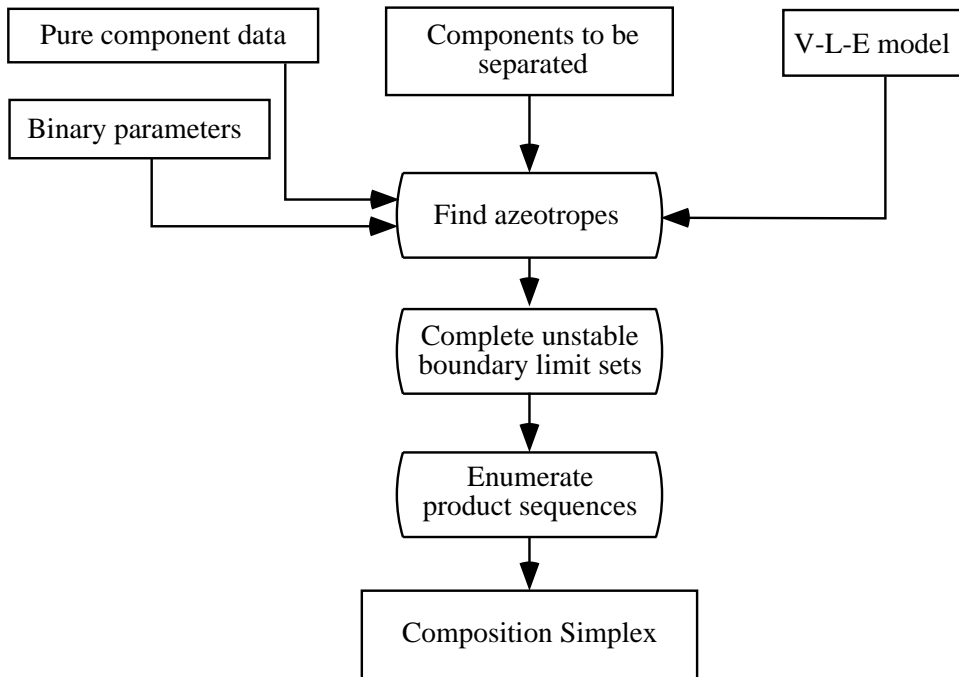 Pure component data
Components to be
separated
V-L-E model
Binary parameters
Find azeotropes
Complete unstable
boundary limit sets
Enumerate
product sequences
Composition Simplex